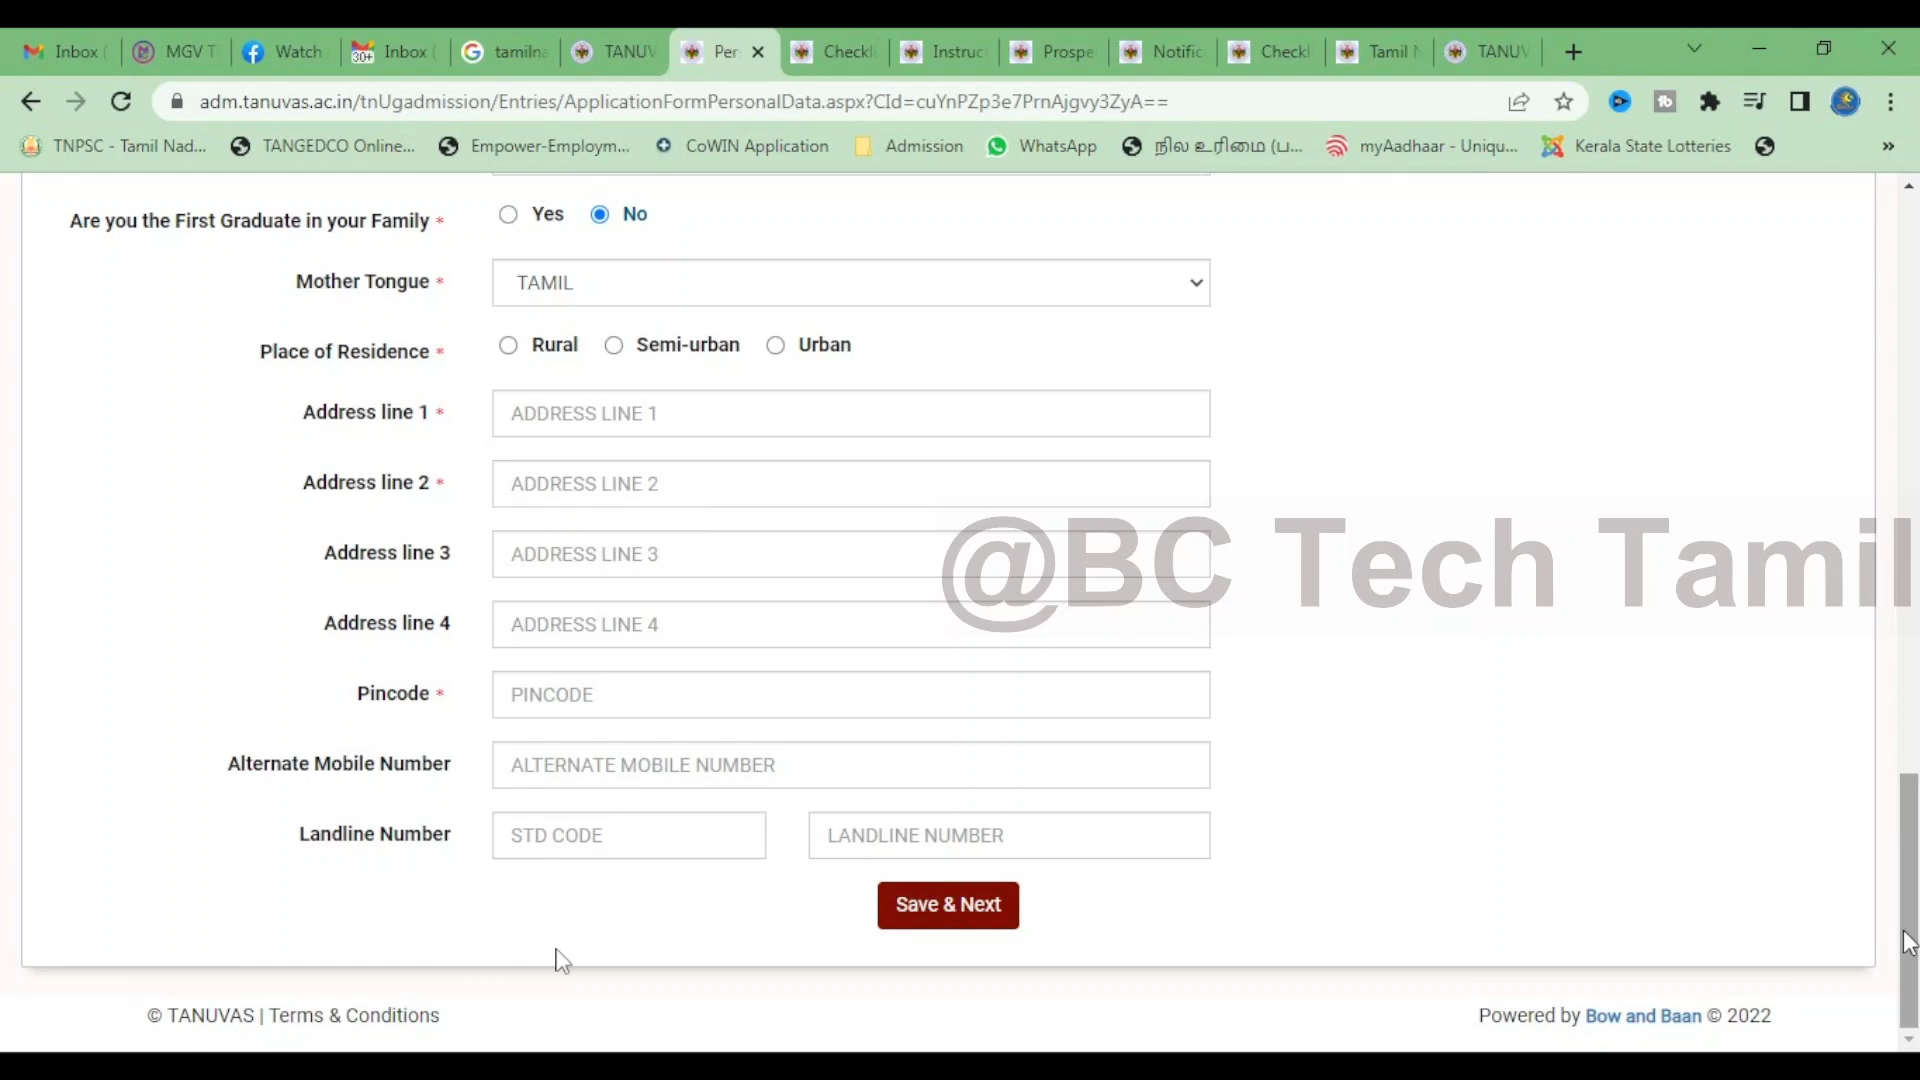 Inbox (
MGV T
Watch
30+
Inbox (
tamilna
TANUV
Per
Checkl
Instruc
Prospe
Notific
Checkl
Tamil N
TANUV
adm.tanuvas.ac.in/tnUgadmission/Entries/ApplicationFormPersonalData.aspx?CId=cuYnPZp3e7PrnAjgvy3ZyA==
TNPSC - Tamil Nad...
TANGEDCO Online...
Empower-Employm...
CoWIN Application
Admission
WhatsApp
நில உரிமை (ப...
myAadhaar - Uniqu...
Kerala State Lotteries
»
Are you the First Graduate in your Family * Yes No
Mother Tongue * TAMIL
Place of Residence * Rural Semi-urban Urban
Address line 1 * ADDRESS LINE 1
Address line 2 * ADDRESS LINE 2
Address line 3 ADDRESS LINE 3
@BC Tech Tamil
Address line 4 ADDRESS LINE 4
Pincode * PINCODE
Alternate Mobile Number ALTERNATE MOBILE NUMBER
Landline Number STD CODE LANDLINE NUMBER
Save & Next
© TANUVAS | Terms & Conditions
Powered by Bow and Baan © 2022